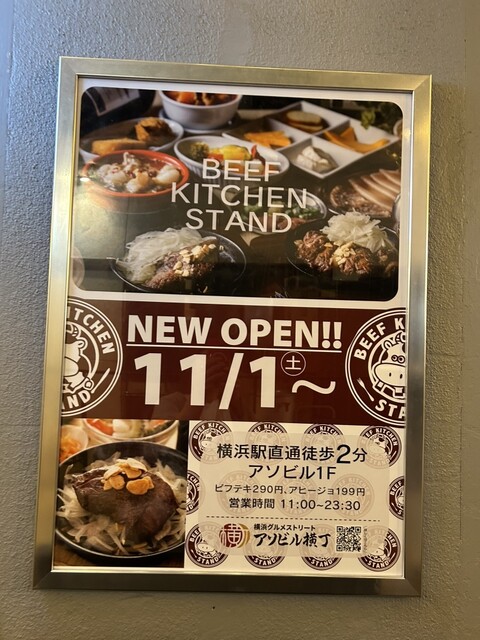 BEEF
KITCHEN
STAND
NEW OPEN!!
11/1(土)~
BEEF KITCHEN
STAND
横浜駅直通徒歩2分
アソビル1F
ビフテキ290円、アヒージョ199円
営業時間 11:00~23:30
横浜グルメストリート
アソビル横丁